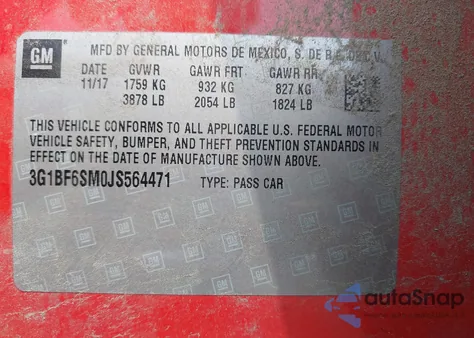 GM
MFD BY GENERAL MOTORS DE MEXICO, S. DE R.L. DE C.V.
DATE GVWR GAWR FRT GAWR RR
11/17 1759 KG 932 KG 827 KG
3878 LB 2054 LB 1824 LB
THIS VEHICLE CONFORMS TO ALL APPLICABLE U.S. FEDERAL MOTOR
VEHICLE SAFETY, BUMPER, AND THEFT PREVENTION STANDARDS IN
EFFECT ON THE DATE OF MANUFACTURE SHOWN ABOVE.
3G1BF6SM0JS564471 TYPE: PASS CAR
autoSnap